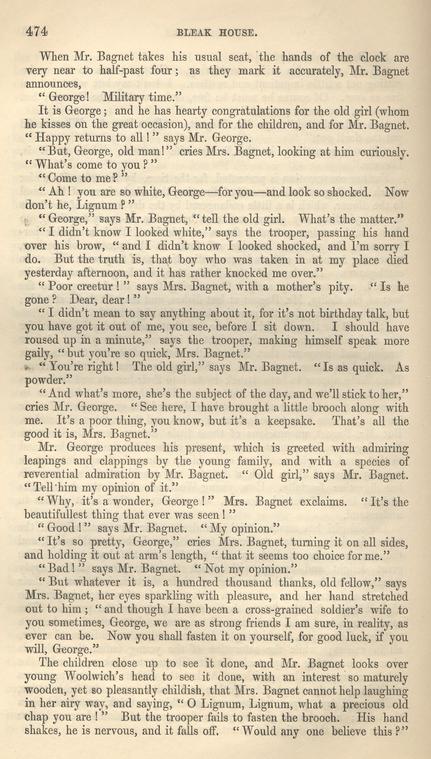 474
BLEAK HOUSE.
When Mr. Bagnet takes his usual seat, the hands of the clock are
very near to half-past four; as they mark it accurately, Mr. Bagnet
announces,
"George! Military time."
It is George; and he has hearty congratulations for the old girl (whom
he kisses on the great occasion), and for the children, and for Mr. Bagnet.
"Happy returns to all!" says Mr. George.
"But, George, old man!" cries Mrs. Bagnet, looking at him curiously.
"What's come to you?"
"Come to me?"
"Ah! you are so white, George—for you—and look so shocked. Now
don't he, Lignum?"
"George," says Mr. Bagnet, "tell the old girl. What's the matter."
"I didn't know I looked white," says the trooper, passing his hand
over his brow, "and I didn't know I looked shocked, and I'm sorry I
do. But the truth is, that boy who was taken in at my place died
yesterday afternoon, and it has rather knocked me over."
"Poor creetur!" says Mrs. Bagnet, with a mother's pity. "Is he
gone? Dear, dear!"
"I didn't mean to say anything about it, for it's not birthday talk, but
you have got it out of me, you see, before I sit down. I should have
roused up in a minute," says the trooper, making himself speak more
gaily, "but you're so quick, Mrs. Bagnet."
"You're right! The old girl," says Mr. Bagnet. "Is as quick. As
powder."
"And what's more, she's the subject of the day, and we'll stick to her,"
cries Mr. George. "See here, I have brought a little brooch along with
me. It's a poor thing, you know, but it's a keepsake. That's all the
good it is, Mrs. Bagnet."
Mr. George produces his present, which is greeted with admiring
leapings and clappings by the young family, and with a species of
reverential admiration by Mr. Bagnet. "Old girl," says Mr. Bagnet.
"Tell him my opinion of it."
"Why, it's a wonder, George!" Mrs. Bagnet exclaims. "It's the
beautifullest thing that ever was seen!"
"Good!" says Mr. Bagnet. "My opinion."
"It's so pretty, George," cries Mrs. Bagnet, turning it on all sides,
and holding it out at arm's length, "that it seems too choice for me."
"Bad!" says Mr. Bagnet. "Not my opinion."
"But whatever it is, a hundred thousand thanks, old fellow," says
Mrs. Bagnet, her eyes sparkling with pleasure, and her hand stretched
out to him; "and though I have been a cross-grained soldier's wife to
you sometimes, George, we are as strong friends I am sure, in reality, as
ever can be. Now you shall fasten it on yourself, for good luck, if you
will, George."
The children close up to see it done, and Mr. Bagnet looks over
young Woolwich's head to see it done, with an interest so maturely
wooden, yet so pleasantly childish, that Mrs. Bagnet cannot help laughing
in her airy way, and saying, "O Lignum, Lignum, what a precious old
chap you are!" But the trooper fails to fasten the brooch. His hand
shakes, he is nervous, and it falls off. "Would any one believe this?"